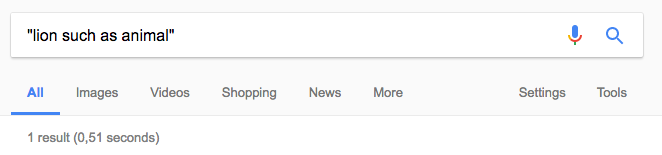 "lion such as animal"
All Images Videos Shopping News More Settings Tools
1 result (0,51 seconds)